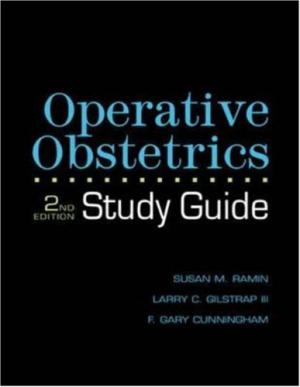 Operative
Obstetrics
2ND EDITION Study Guide
SUSAN M. RAMIN
LARRY C. GILSTRAP III
F. GARY CUNNINGHAM